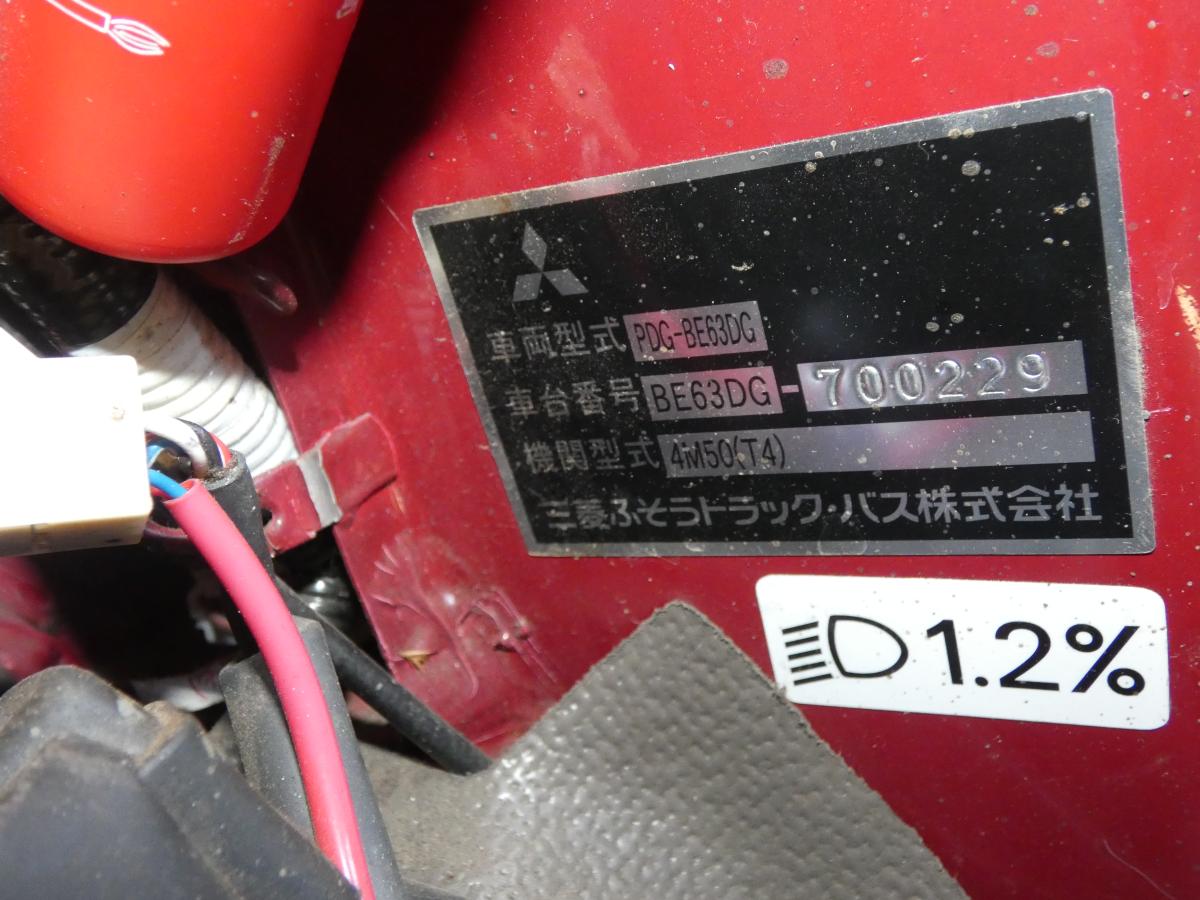 車両型式 PDG-BE63DG
車台番号 BE63DG-700229
機関型式 4M50(T4)
三菱ふそうトラック・バス株式会社
1.2%